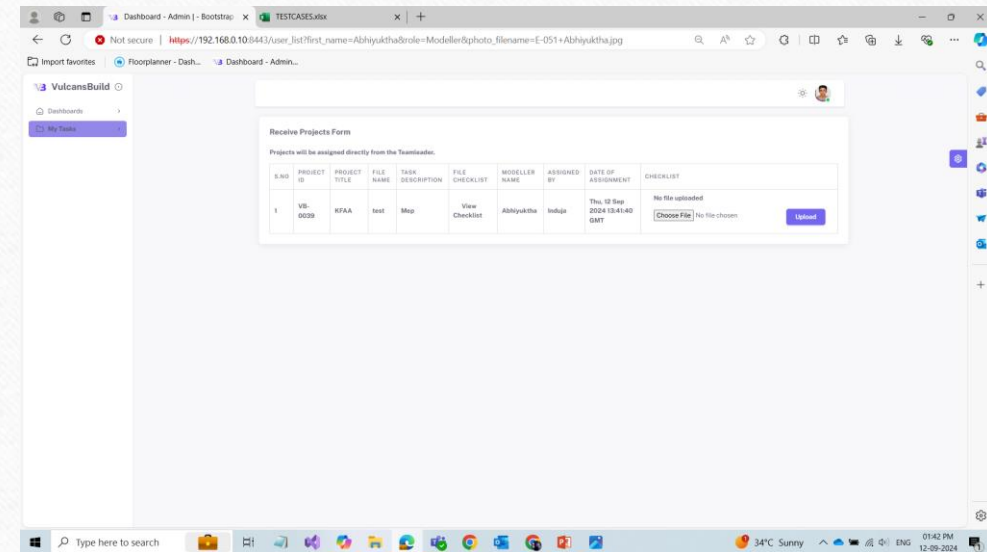 Dashboard - Admin | - Bootstrap
TESTCASES.xlsx
Not secure | https://192.168.0.10:8443/user_list?first_name=Abhiyuktha&role=Modeller&photo_filename=E-051+Abhiyuktha.jpg
Import favorites
Floorplanner - Dash...
Dashboard - Admin...
VulcansBuild
Dashboards
My Tasks
Receive Projects Form
Projects will be assigned directly from the Teamleader.
S.NO PROJECT ID PROJECT TITLE FILE NAME TASK DESCRIPTION FILE CHECKLIST MODELLER NAME ASSIGNED BY DATE OF ASSIGNMENT CHECKLIST
1 VB-0039 KFAA test Mep View Checklist Abhiyuktha Induja Thu, 12 Sep 2024 13:41:40 GMT No file uploaded
Choose File No file chosen Upload
Type here to search
34°C Sunny
ENG
01:42 PM
12-09-2024